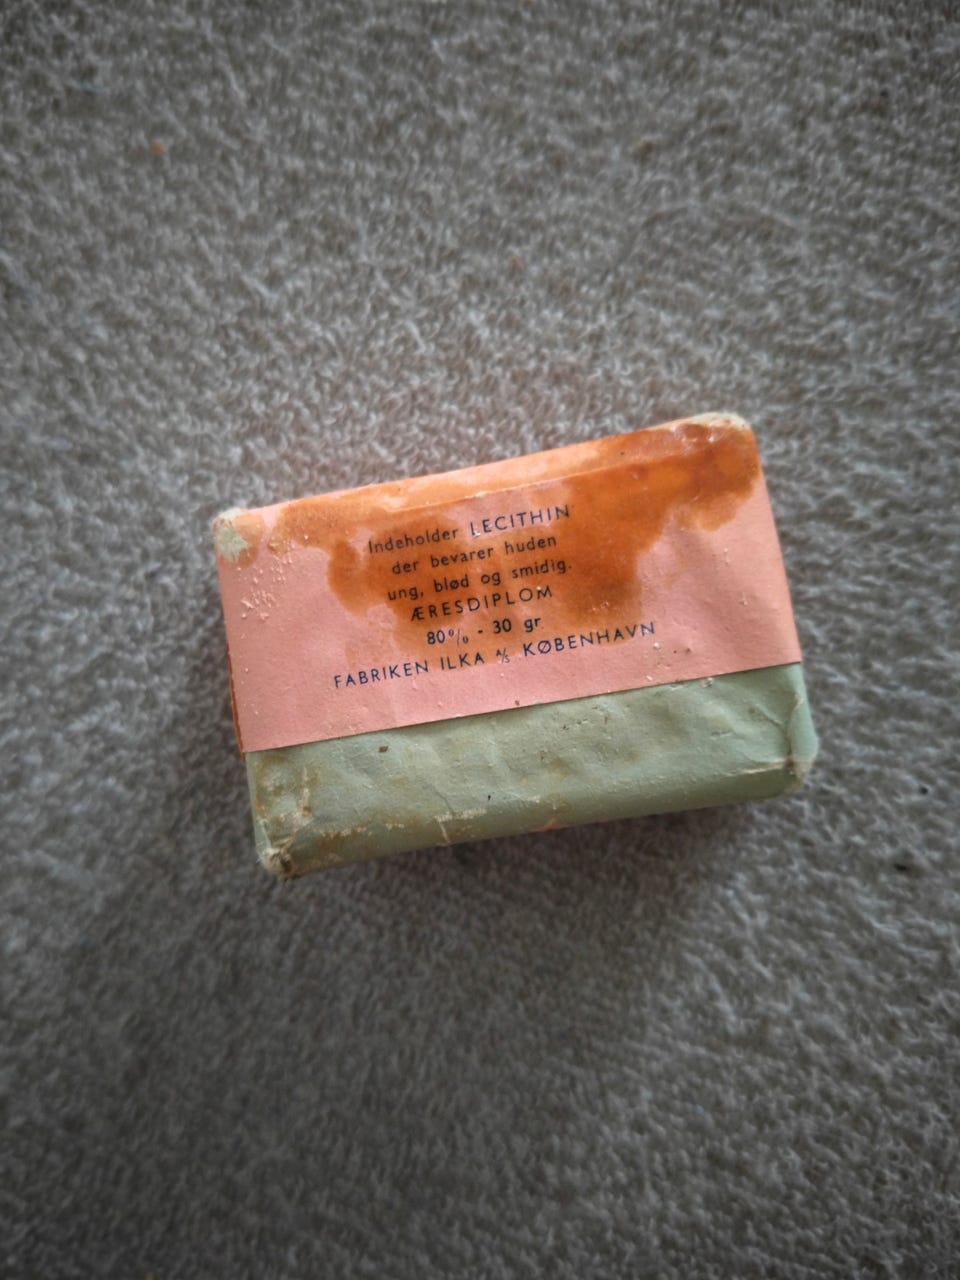 Indeholder LECITHIN
der bevarer huden
ung, blød og smidig.
ÆRESDIPLOM
80% - 30 gr.
FABRIKEN ILKA A/S KØBENHAVN